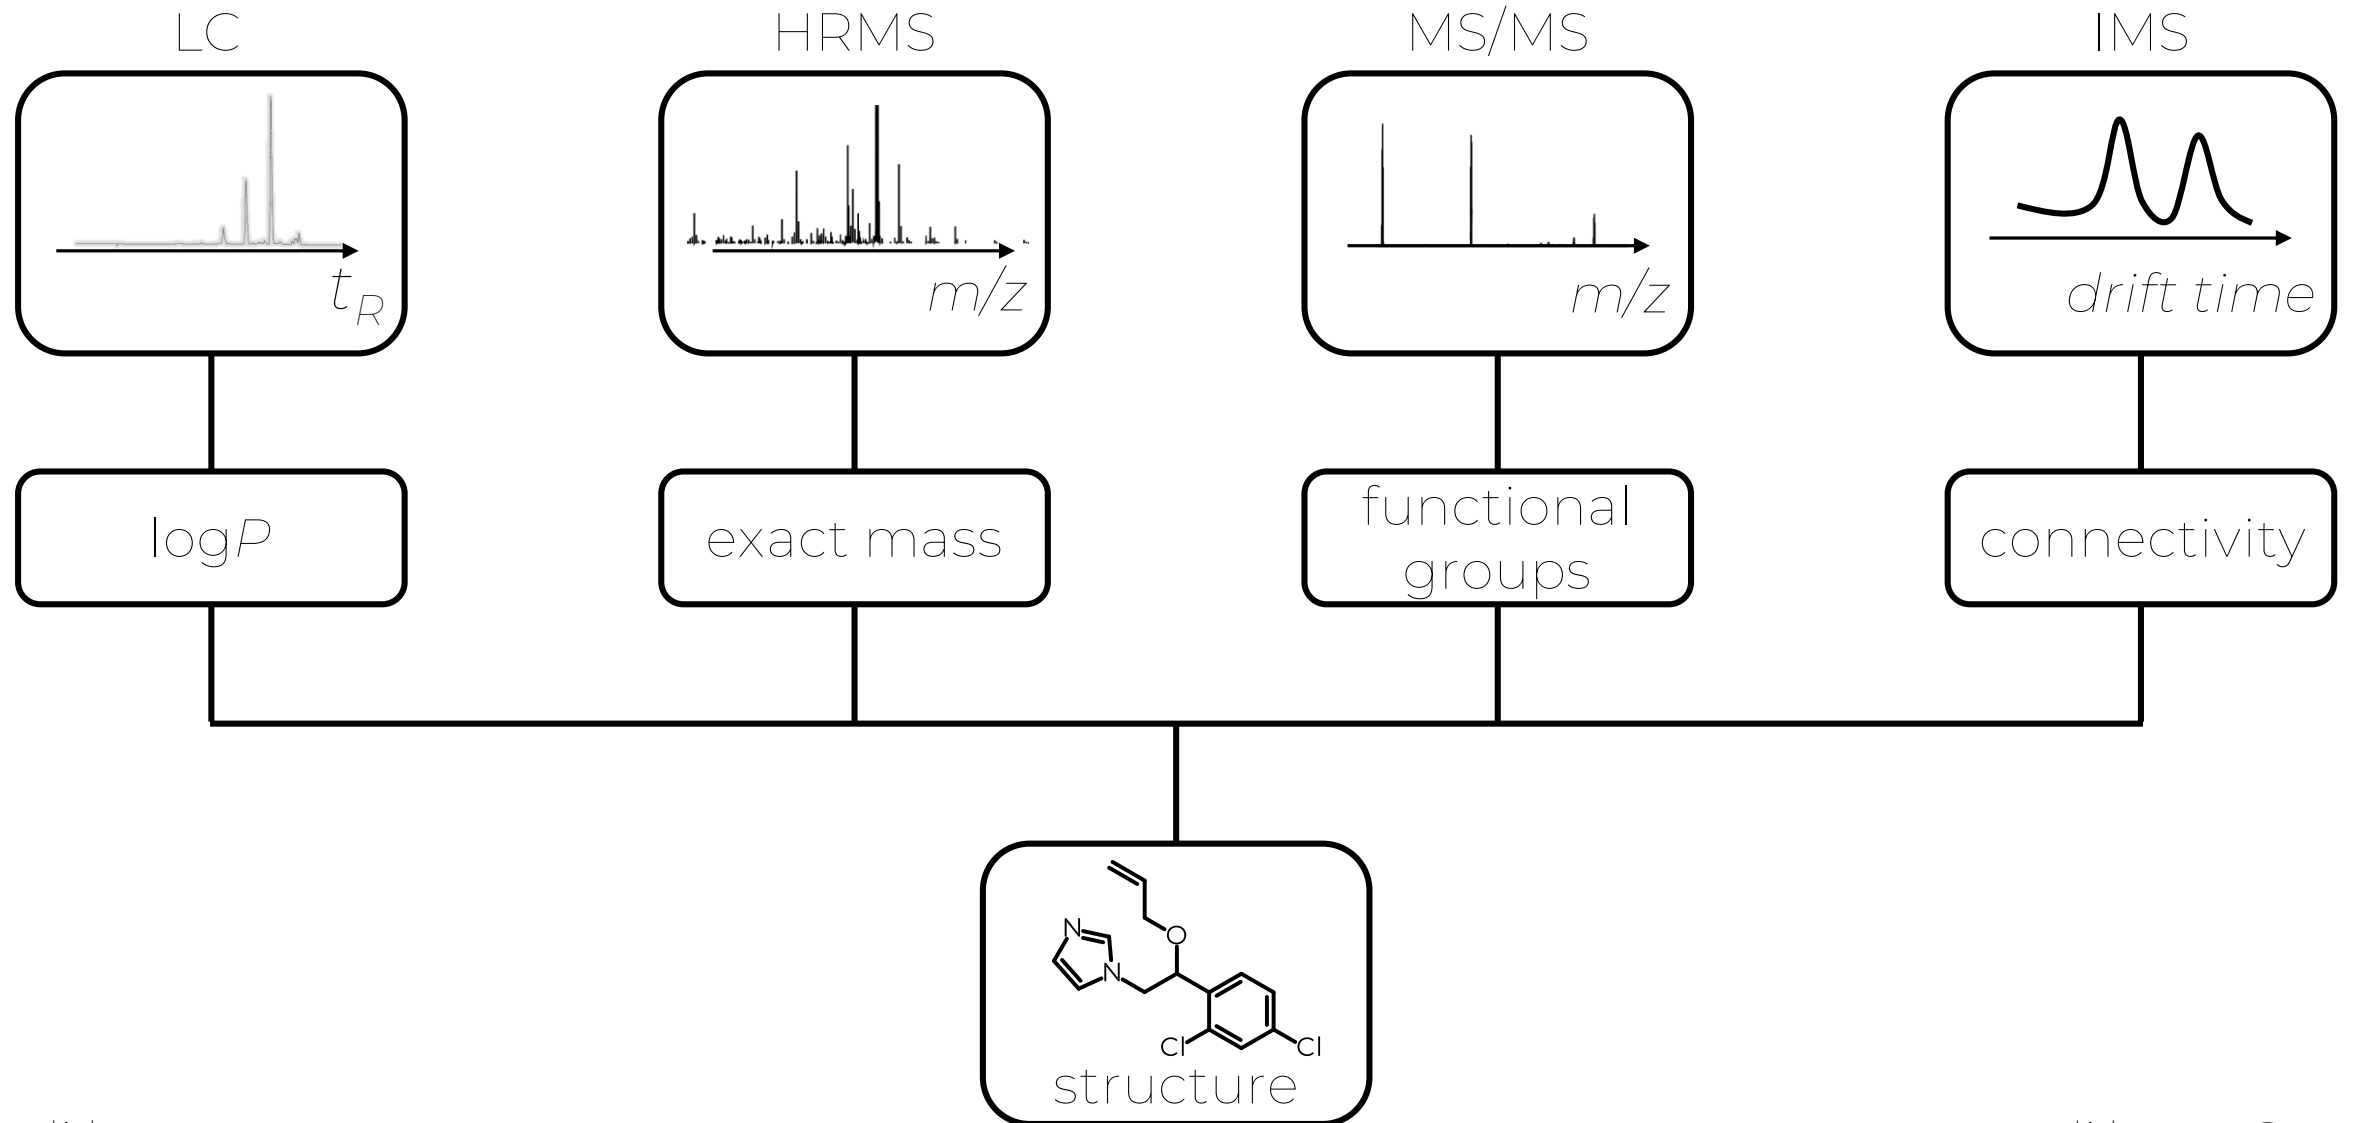 LC
HRMS
MS/MS
IMS
tR
m/z
m/z
drift time
logP
exact mass
functional
groups
connectivity
O
N
N
Cl
Cl
structure